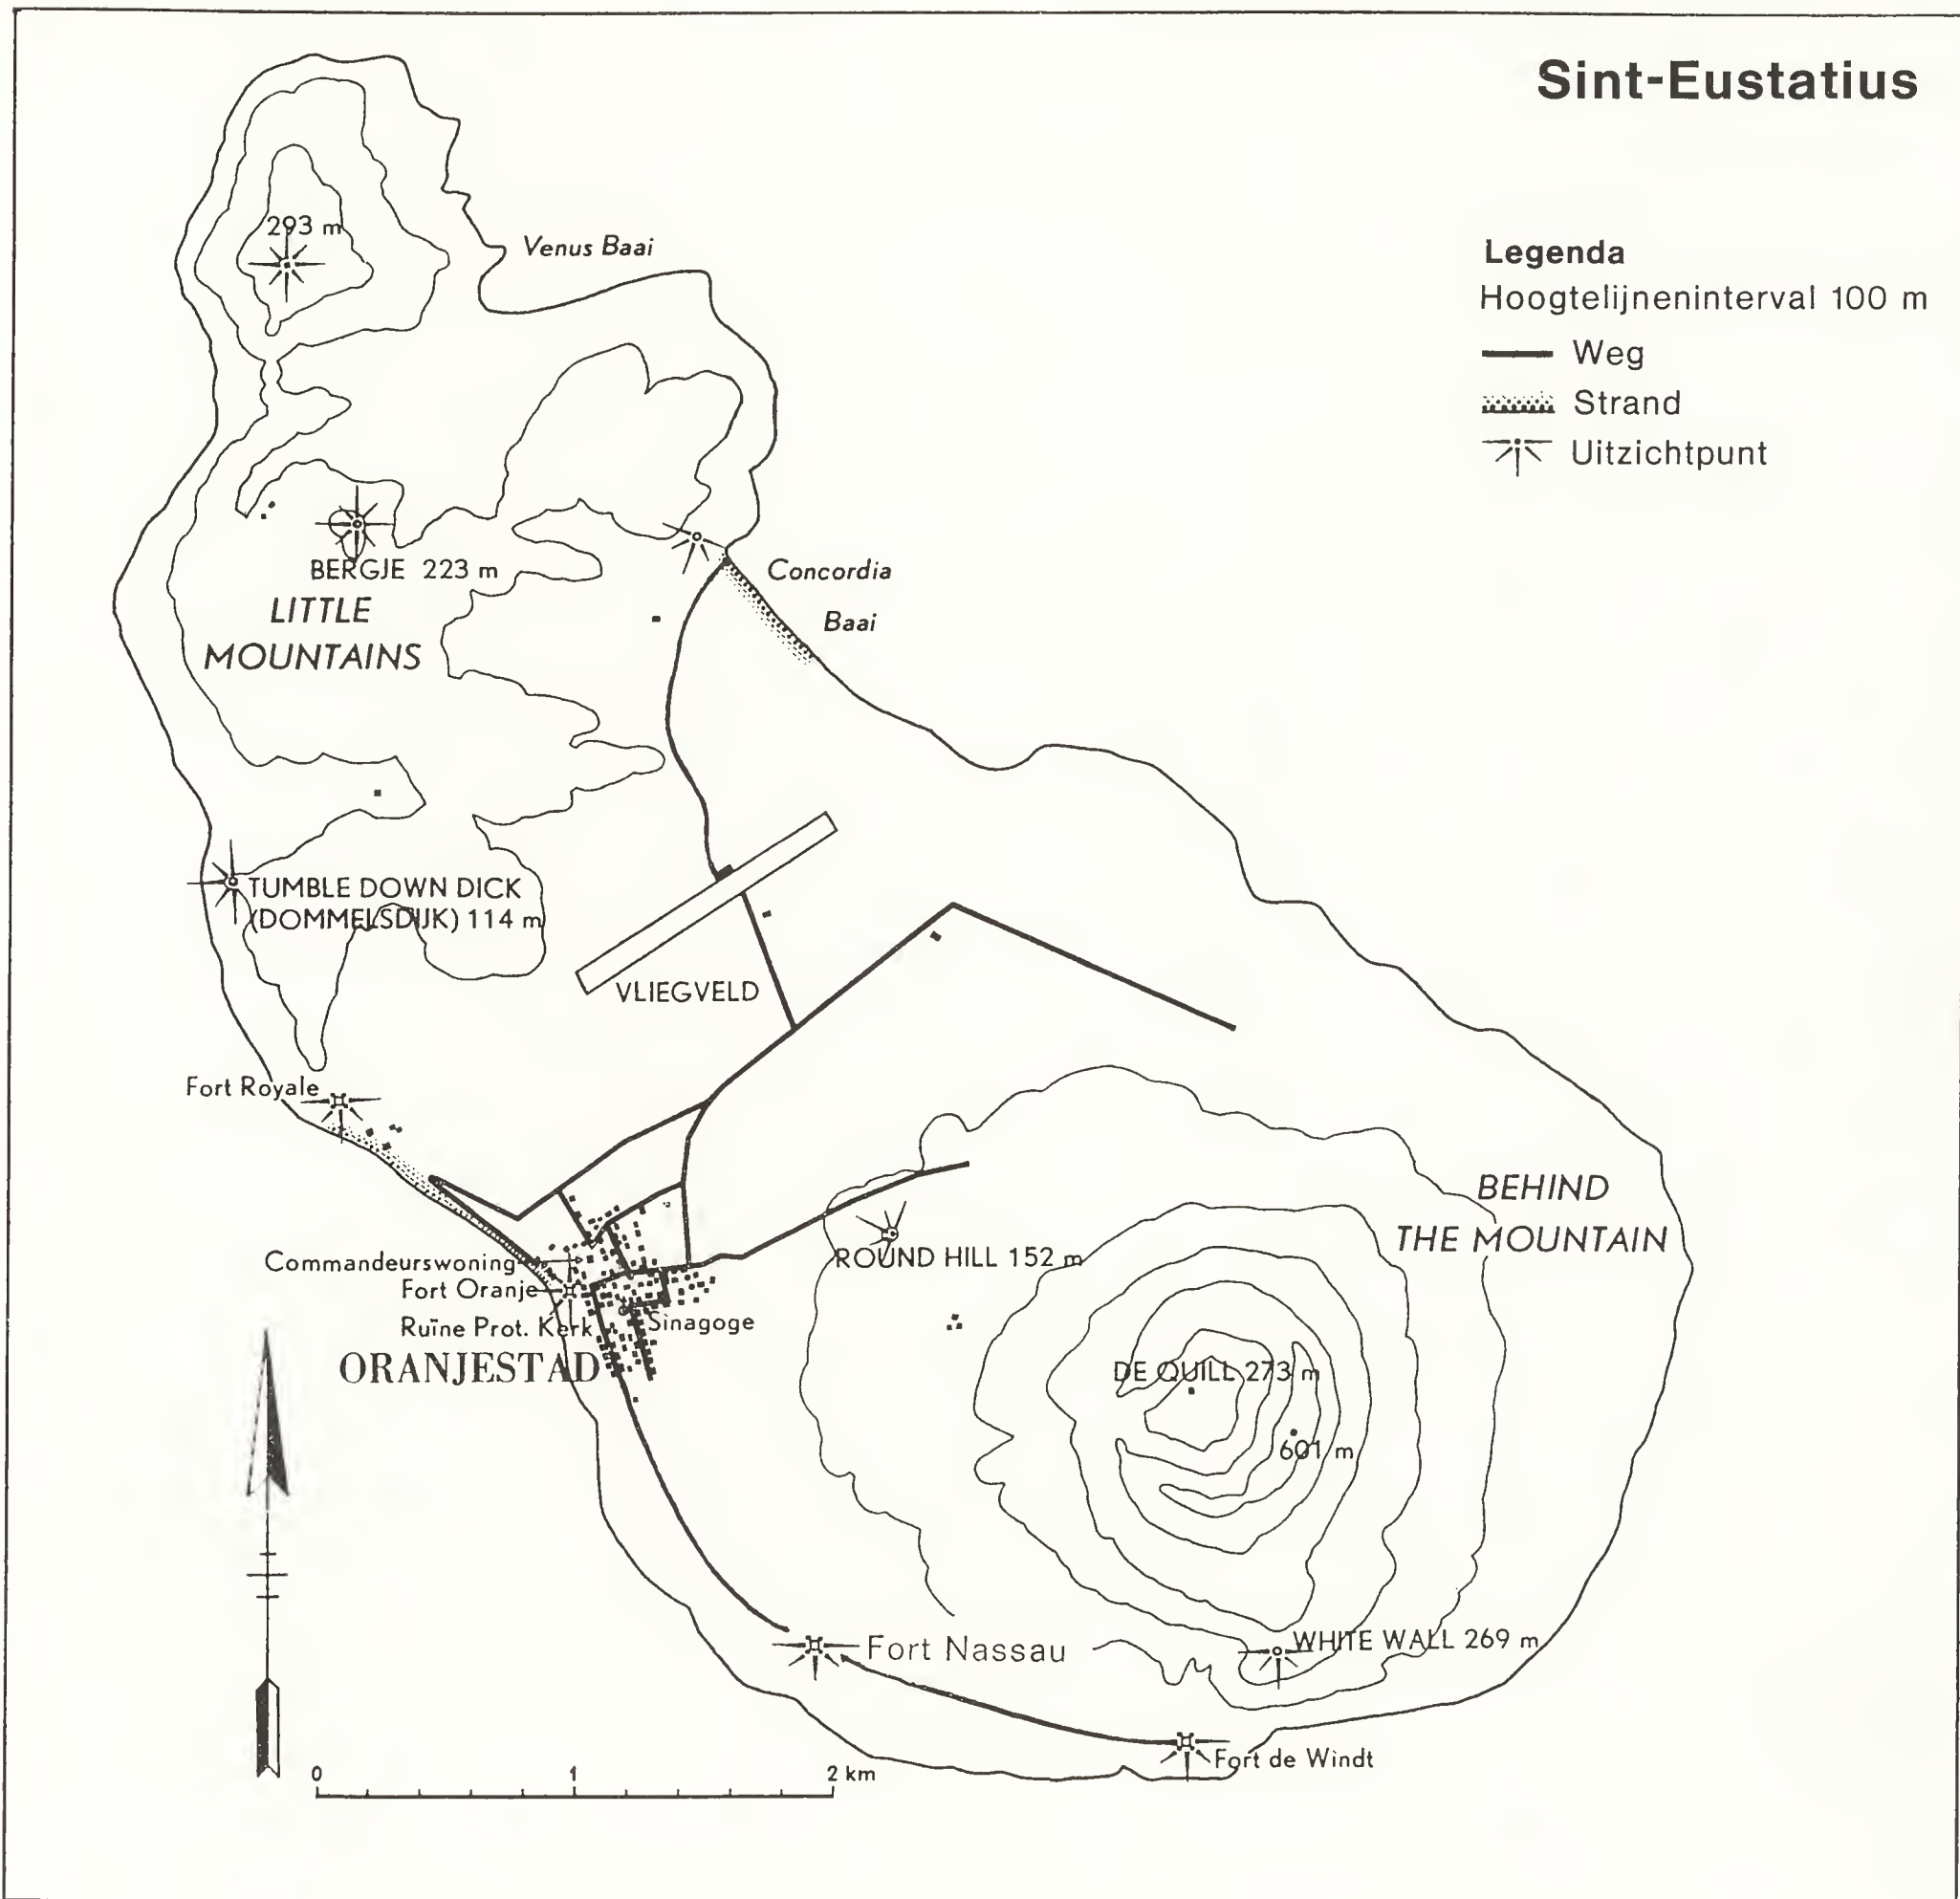 Sint-Eustatius
Legenda
Hoogtelijneninterval 100 m
Weg
Strand
Uitzichtpunt
293 m
Venus Baai
BERGJE 223 m
LITTLE
MOUNTAINS
Concordia
Baai
TUMBLE DOWN DICK
(DOMMELSDIJK) 114 m
VLIEGVELD
Fort Royale
BEHIND
THE MOUNTAIN
ROUND HILL 152 m
Commandeurswoning
Fort Oranje
Ruïne Prot. Kerk
Sinagoge
ORANJESTAD
DE QUILL 273 m
601 m
Fort Nassau
WHITE WALL 269 m
Fort de Windt
0 1 2 km